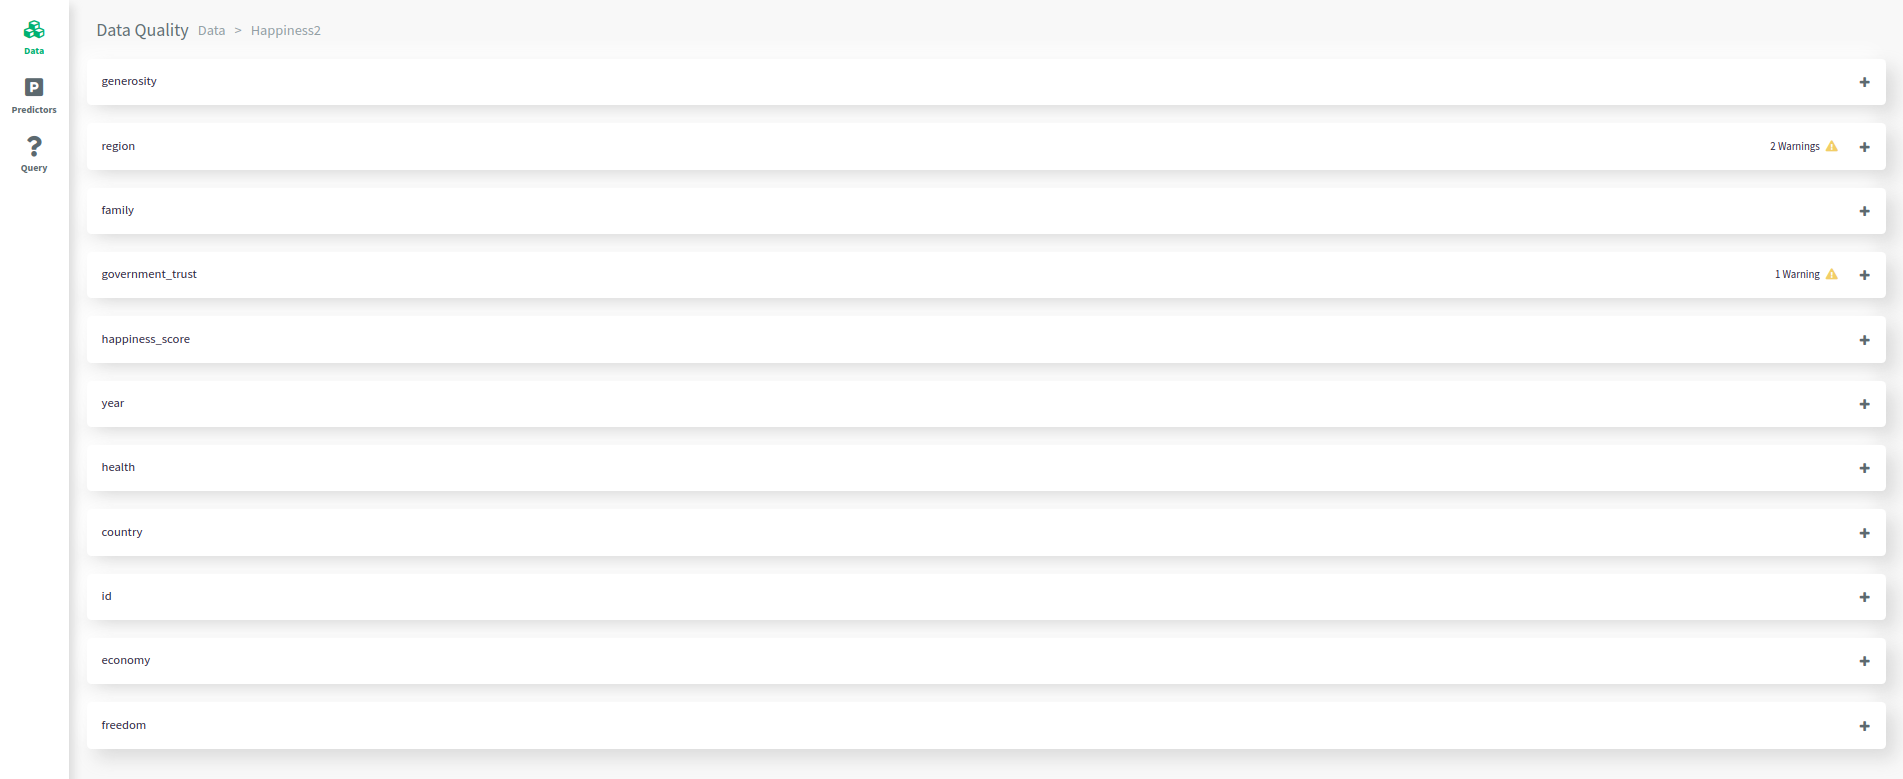 Data
Predictors
Query
Data Quality Data > Happiness2
generosity
region 2 Warnings
family
government_trust 1 Warning
happiness_score
year
health
country
id
economy
freedom